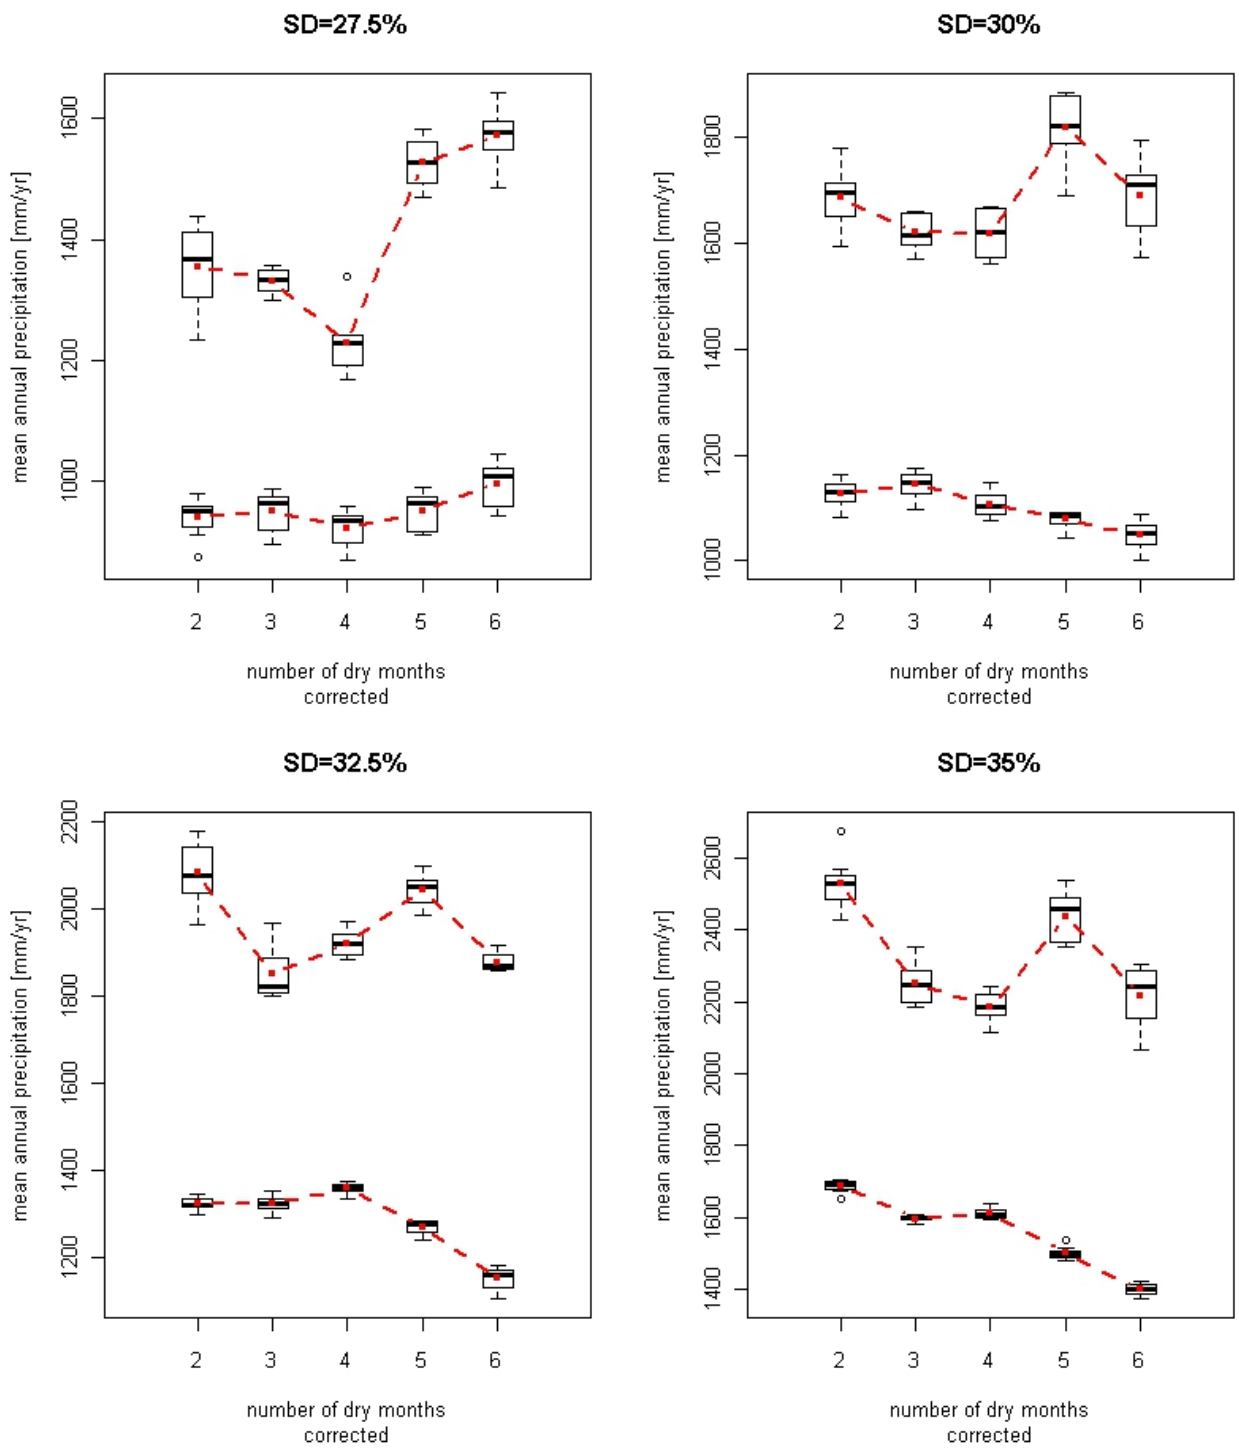 SD=27.5%
mean annual precipitation [mm/yr]
1600
1400
1200
1000
2 3 4 5 6
number of dry months
corrected
SD=30%
mean annual precipitation [mm/yr]
1800
1600
1400
1200
1000
2 3 4 5 6
number of dry months
corrected
SD=32.5%
mean annual precipitation [mm/yr]
2200
2000
1800
1600
1400
1200
2 3 4 5 6
number of dry months
corrected
SD=35%
mean annual precipitation [mm/yr]
2600
2400
2200
2000
1800
1600
1400
2 3 4 5 6
number of dry months
corrected